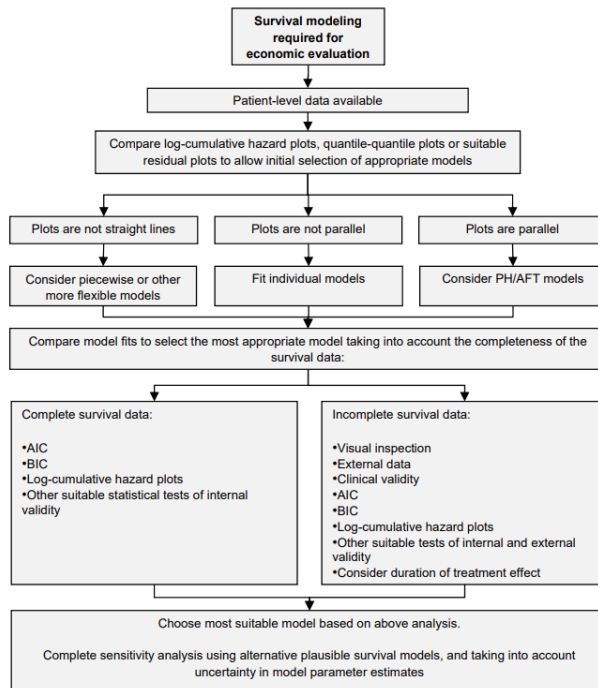 Survival modeling
required for
economic evaluation
Patient-level data available
Compare log-cumulative hazard plots, quantile-quantile plots or suitable
residual plots to allow initial selection of appropriate models
Plots are not straight lines
Plots are not parallel
Plots are parallel
Consider piecewise or other
more flexible models
Fit individual models
Consider PH/AFT models
Compare model fits to select the most appropriate model taking into account the completeness of the
survival data:
Complete survival data:
•AIC
•BIC
•Log-cumulative hazard plots
•Other suitable statistical tests of internal
validity
Incomplete survival data:
•Visual inspection
•External data
•Clinical validity
•AIC
•BIC
•Log-cumulative hazard plots
•Other suitable tests of internal and external
validity
•Consider duration of treatment effect
Choose most suitable model based on above analysis.
Complete sensitivity analysis using alternative plausible survival models, and taking into account
uncertainty in model parameter estimates